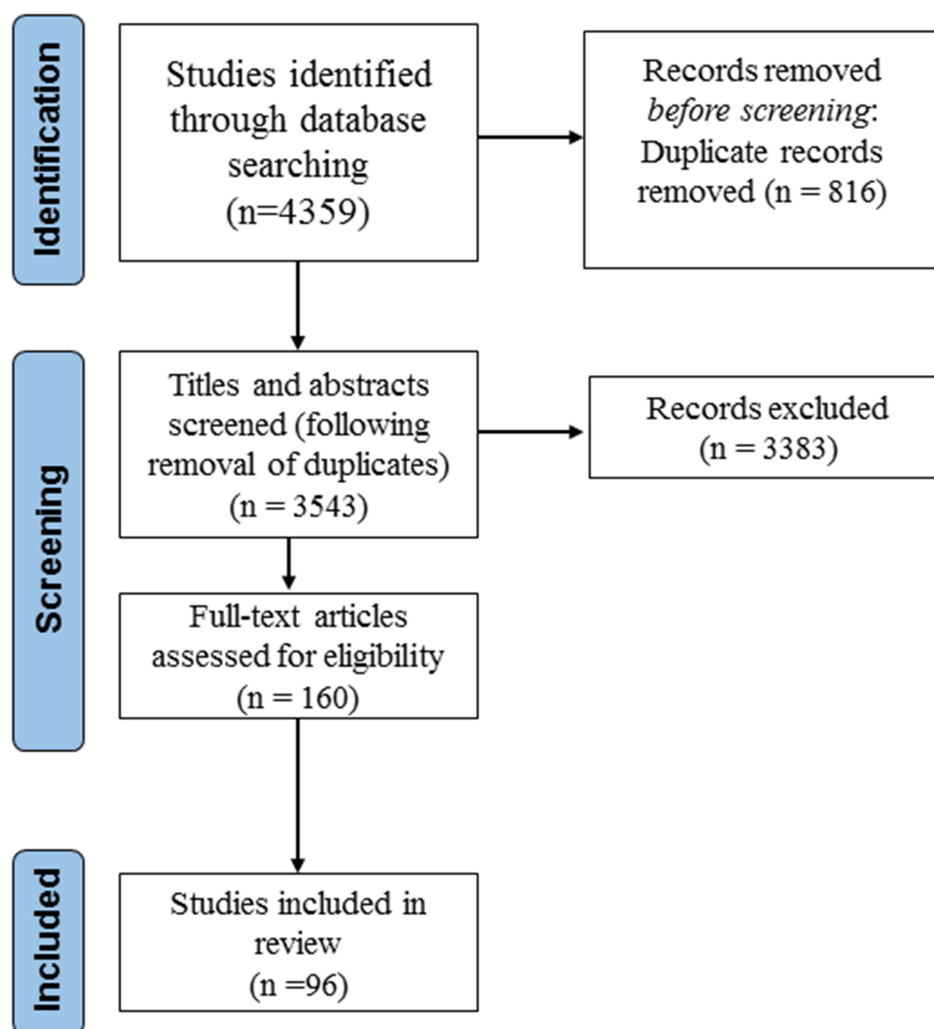 Identification
Studies identified
through database
searching
(n=4359)
Records removed
before screening:
Duplicate records
removed (n = 816)
Screening
Titles and abstracts
screened (following
removal of duplicates)
(n = 3543)
Records excluded
(n = 3383)
Full-text articles
assessed for eligibility
(n = 160)
Included
Studies included in
review
(n =96)